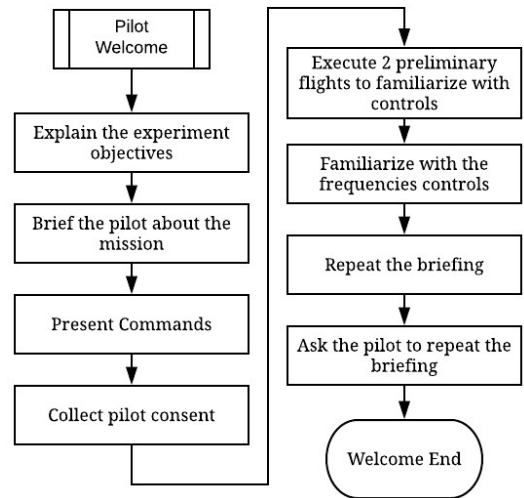 Pilot
Welcome
Explain the experiment
objectives
Brief the pilot about the
mission
Present Commands
Collect pilot consent
Execute 2 preliminary
flights to familiarize with
controls
Familiarize with the
frequencies controls
Repeat the briefing
Ask the pilot to repeat the
briefing
Welcome End